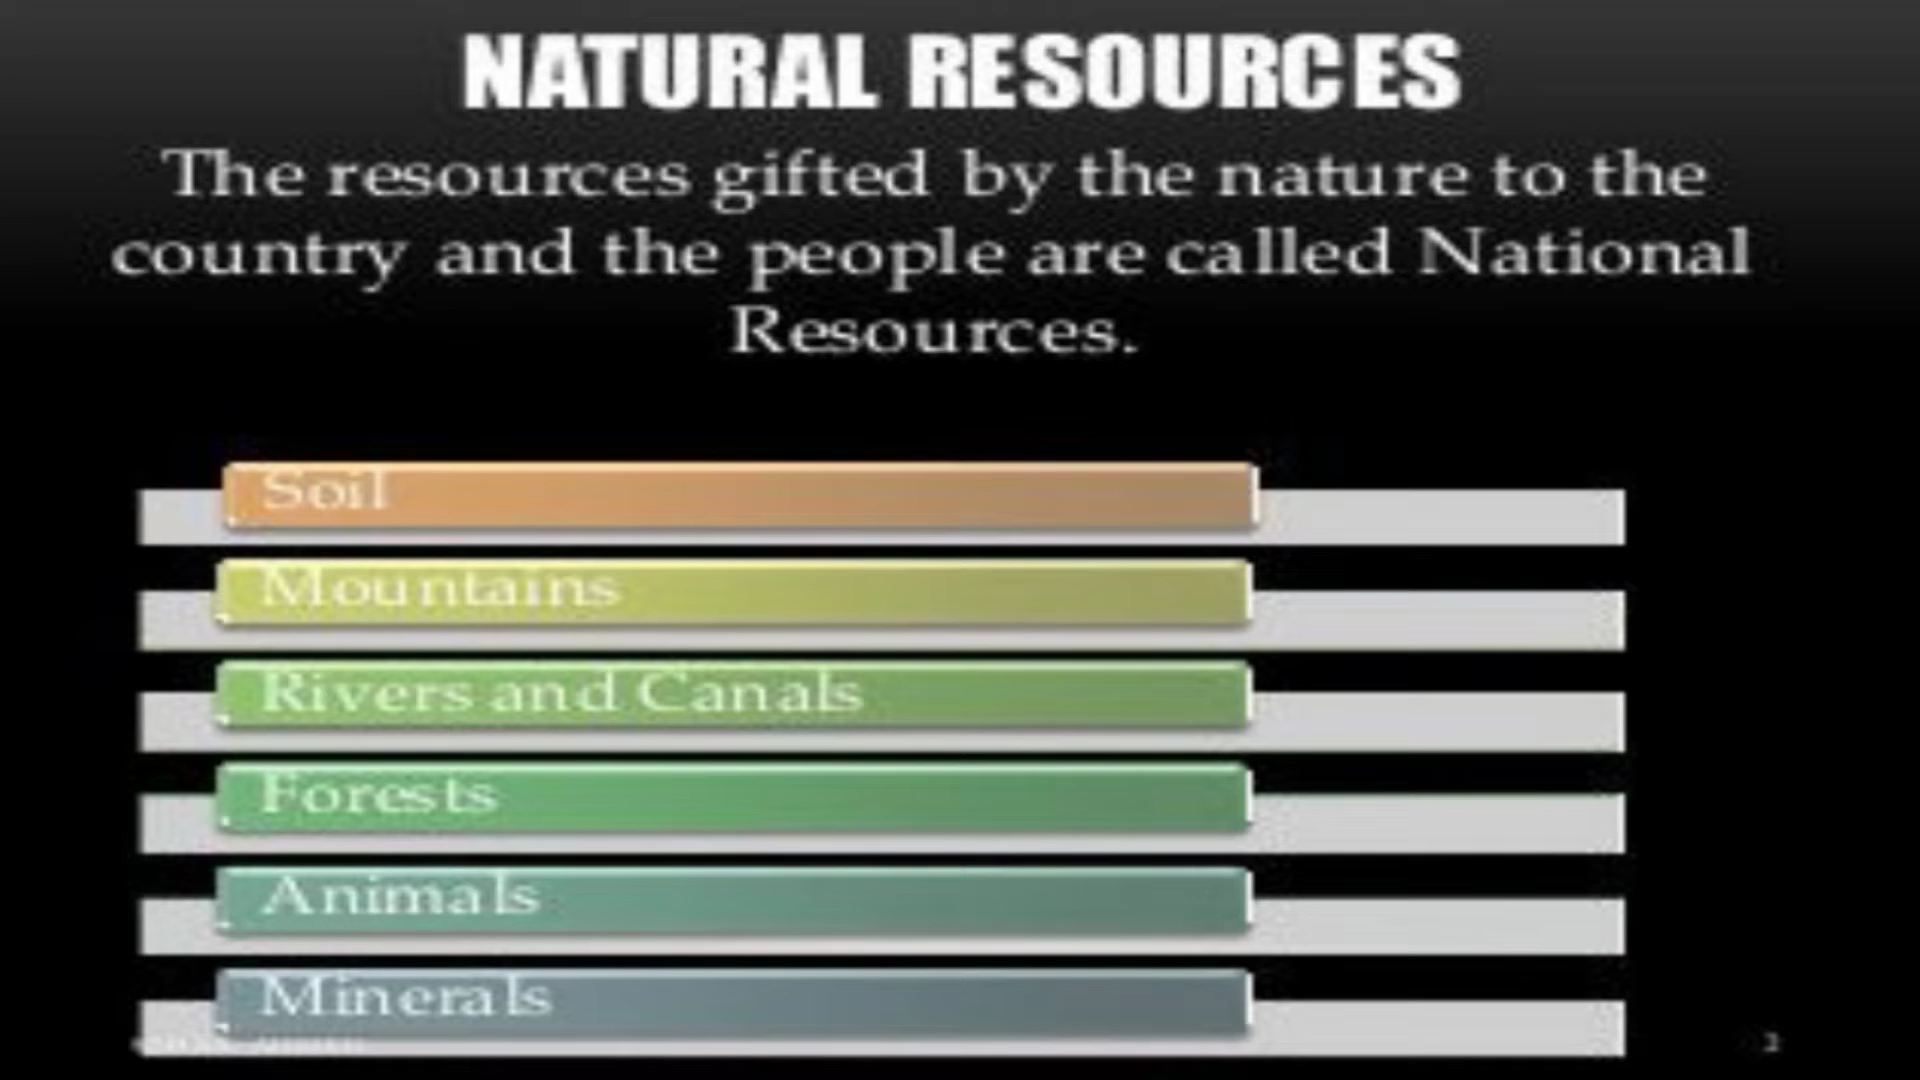 NATURAL RESOURCES
The resources gifted by the nature to the
country and the people are called National
Resources.
Soil
Mountains
Rivers and Canals
Forests
Animals
Minerals